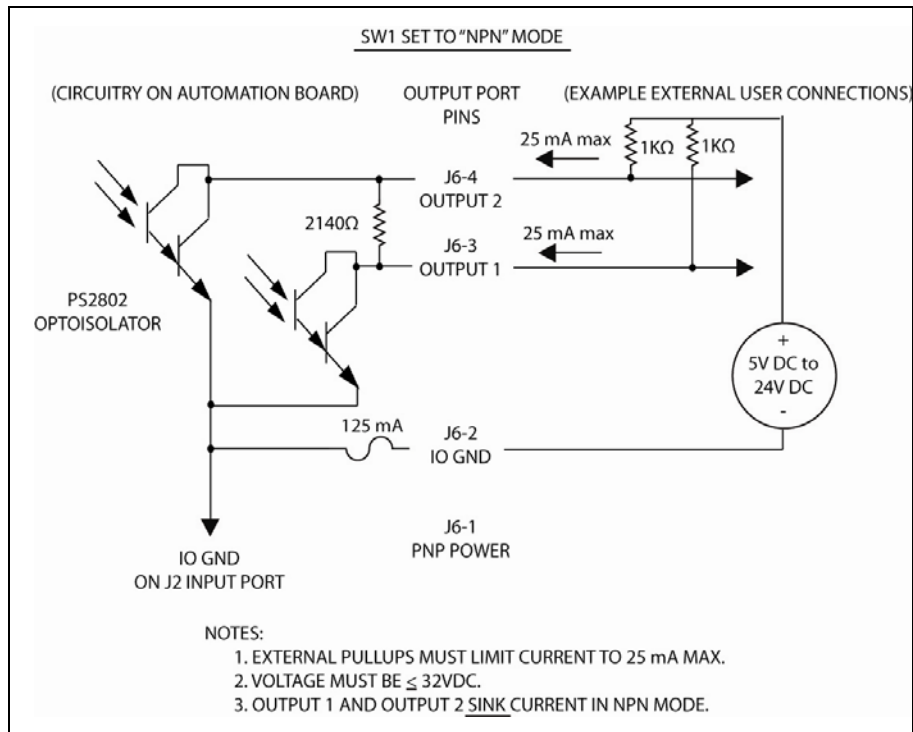 SW1 SET TO "NPN" MODE
(CIRCUITRY ON AUTOMATION BOARD)
OUTPUT PORT
PINS
(EXAMPLE EXTERNAL USER CONNECTIONS)
25 mA max
1KΩ
1KΩ
J6-4
OUTPUT 2
2140Ω
J6-3
OUTPUT 1
25 mA max
PS2802
OPTOISOLATOR
+
5V DC to
24V DC
-
125 mA
J6-2
IO GND
J6-1
PNP POWER
IO GND
ON J2 INPUT PORT
NOTES:
1. EXTERNAL PULLUPS MUST LIMIT CURRENT TO 25 mA MAX.
2. VOLTAGE MUST BE ≤ 32VDC.
3. OUTPUT 1 AND OUTPUT 2 SINK CURRENT IN NPN MODE.